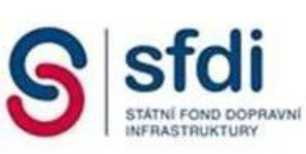 sfdi
STÁTNÍ FOND DOPRAVNÍ
INFRASTRUKTURY